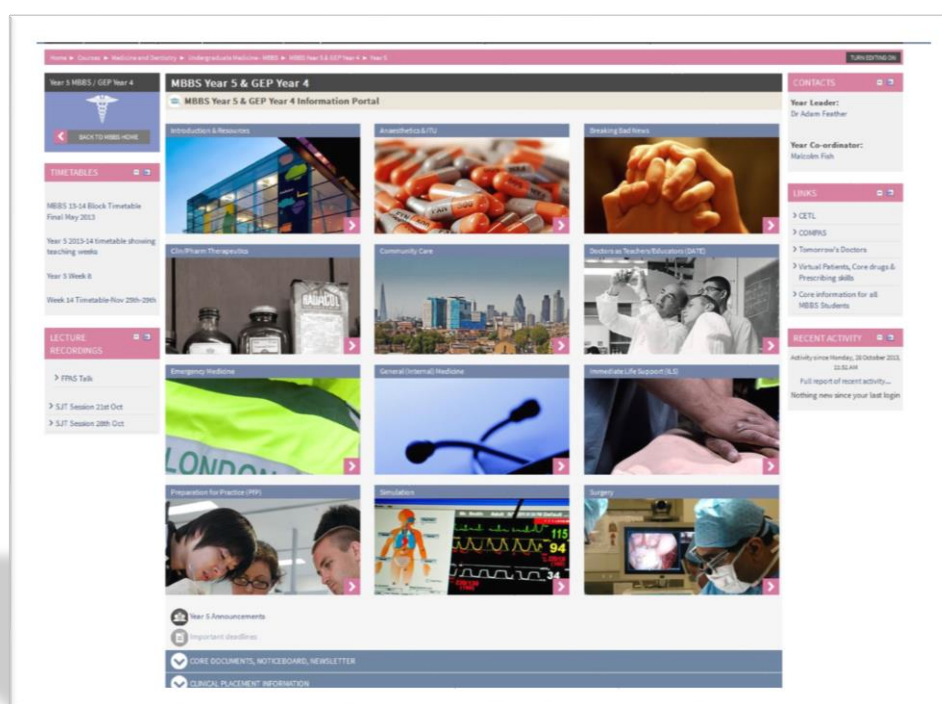 Home ► Courses ► Medicine and Dentistry ► Undergraduate Medicine- MBBS ► MBBS Year 5 & GEP Year 4 ► Year 5
TURN EDITING ON
Year 5 MBBS / GEP Year 4
BACK TO MBBS HOME
TIMETABLES
MBBS 13-14 Block Timetable
Final May 2013
Year 5 2013-14 timetable showing
teaching weeks
Year 5 Week 8
Week 14 Timetable-Nov 25th-29th
LECTURE
RECORDINGS
> FPAS Talk
> SJT Session 21st Oct
> SJT Session 28th Oct
MBBS Year 5 & GEP Year 4
MBBS Year 5 & GEP Year 4 Information Portal
Introduction & Resources
Anaesthetics & ITU
Breaking Bad News
Clin/Pharm Therapeutics
Community Care
Doctors as Teachers/Educators (DATE)
Emergency Medicine
LONDON
General (Internal) Medicine
Immediate Life Support (ILS)
Preparation for Practice (PfP)
Simulation
115
94
34
Surgery
Year 5 Announcements
Important deadlines
CORE DOCUMENTS, NOTICEBOARD, NEWSLETTER
CLINICAL PLACEMENT INFORMATION
CONTACTS
Year Leader:
Dr Adam Feather
Year Co-ordinator:
Malcolm Fish
LINKS
> CETL
> COMPAS
> Tomorrow's Doctors
> Virtual Patients, Core drugs &
Prescribing skills
> Core information for all
MBBS Students
RECENT ACTIVITY
Activity since Monday, 28 October 2013,
11:51 AM
Full report of recent activity...
Nothing new since your last login